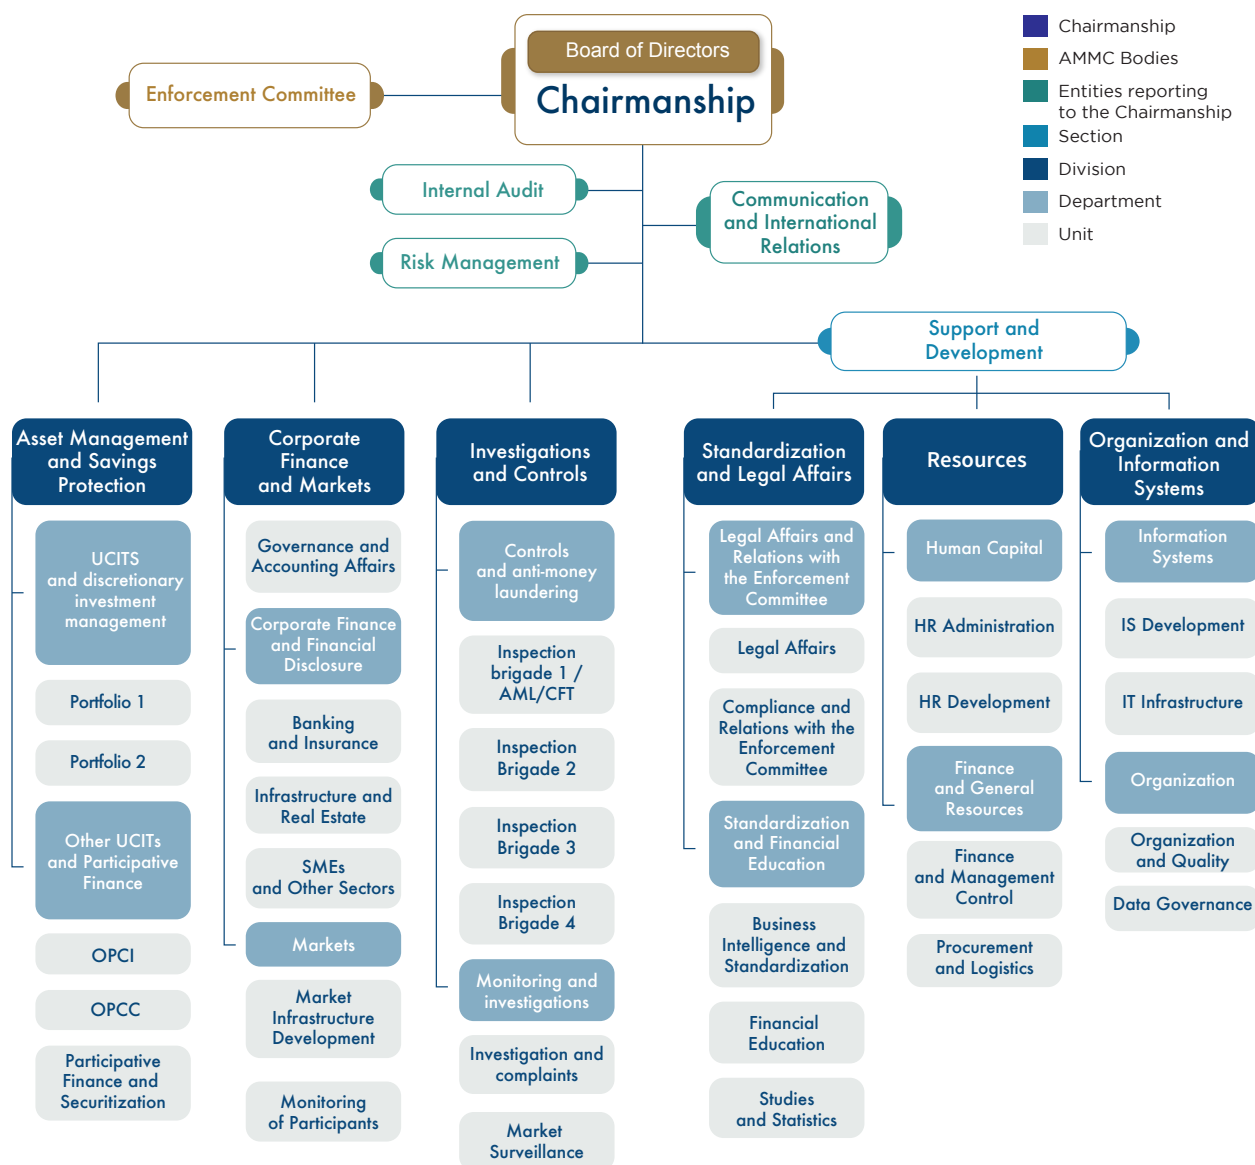 Board of Directors
Chairmanship
Enforcement Committee
Chairmanship
AMMC Bodies
Entities reporting
to the Chairmanship
Section
Division
Department
Unit
Internal Audit
Communication
and International
Relations
Risk Management
Support and
Development
Asset Management
and Savings
Protection
UCITS
and discretionary
investment
management
Portfolio 1
Portfolio 2
Other UCITs
and Participative
Finance
OPCI
OPCC
Participative
Finance and
Securitization
Corporate
Finance
and Markets
Governance and
Accounting Affairs
Corporate Finance
and Financial
Disclosure
Banking
and Insurance
Infrastructure and
Real Estate
SMEs
and Other Sectors
Markets
Market
Infrastructure
Development
Monitoring
of Participants
Investigations
and Controls
Controls
and anti-money
laundering
Inspection
brigade 1 /
AML/CFT
Inspection
Brigade 2
Inspection
Brigade 3
Inspection
Brigade 4
Monitoring and
investigations
Investigation and
complaints
Market
Surveillance
Standardization
and Legal Affairs
Legal Affairs and
Relations with
the Enforcement
Committee
Legal Affairs
Compliance and
Relations with the
Enforcement
Committee
Standardization
and Financial
Education
Business
Intelligence and
Standardization
Financial
Education
Studies
and Statistics
Resources
Human Capital
HR Administration
HR Development
Finance
and General
Resources
Finance
and Management
Control
Procurement
and Logistics
Organization and
Information
Systems
Information
Systems
IS Development
IT Infrastructure
Organization
Organization
and Quality
Data Governance